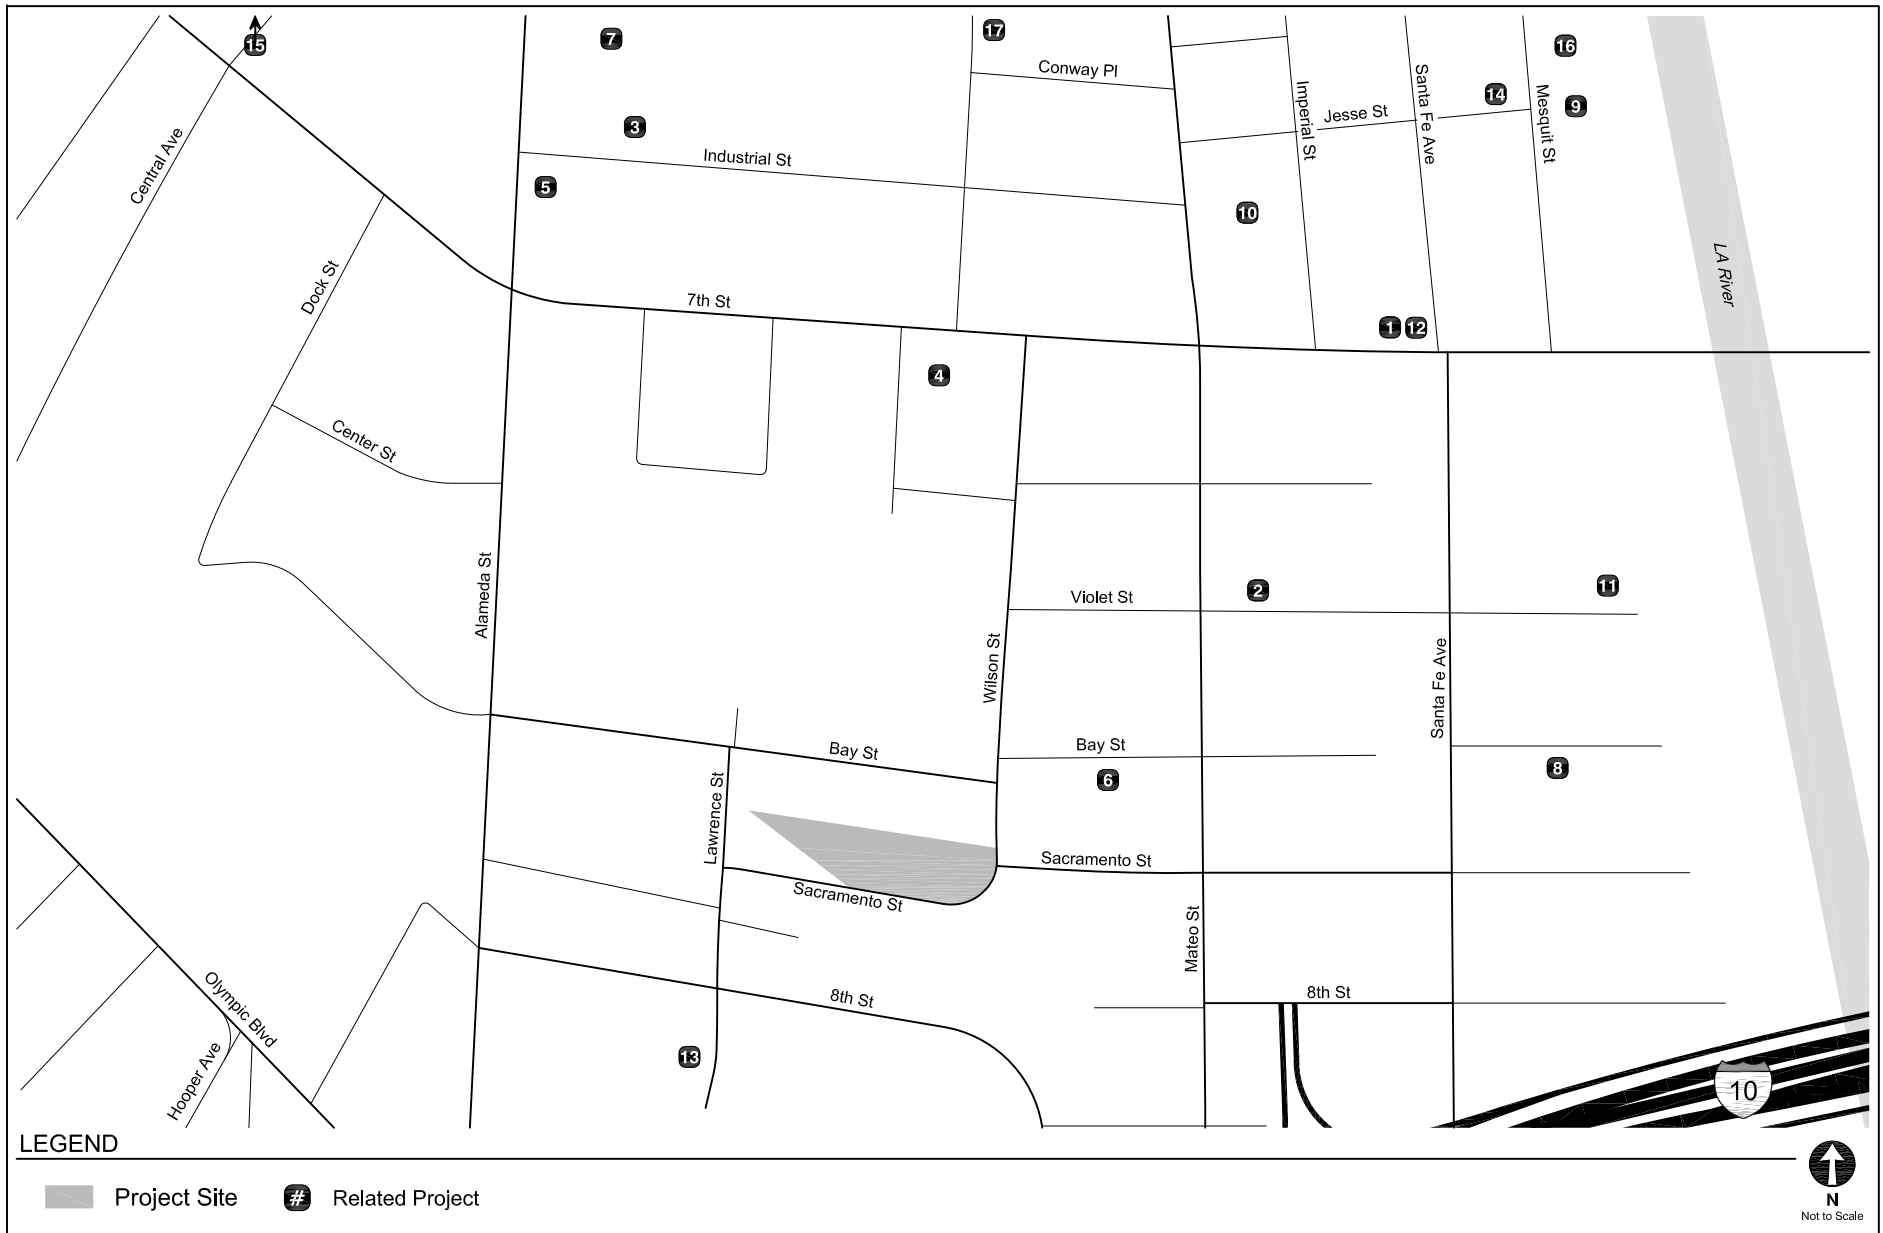 15
7
17
16
Conway Pl
14
9
3
Jesse St
Imperial St
Santa Fe Ave
Mesquit St
Central Ave
Industrial St
5
10
Dock St
LA River
7th St
1
12
4
Center St
Alameda St
2
11
Violet St
Wilson St
Santa Fe Ave
Bay St
Bay St
6
8
Lawrence St
Sacramento St
Sacramento St
Mateo St
8th St
8th St
Olympic Blvd
Hooper Ave
13
10
LEGEND
Project Site
# Related Project
N
Not to Scale